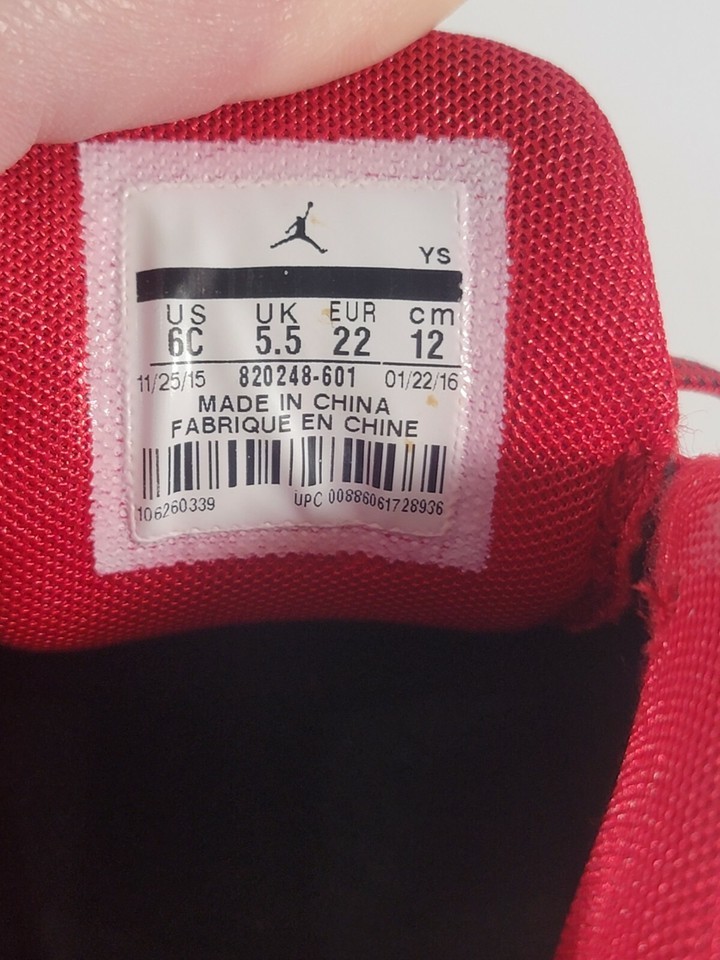 YS
US UK EUR cm
6C 5.5 22 12
11/25/15 820248-601 01/22/16
MADE IN CHINA
FABRIQUE EN CHINE
106260339 UPC 00886061728936